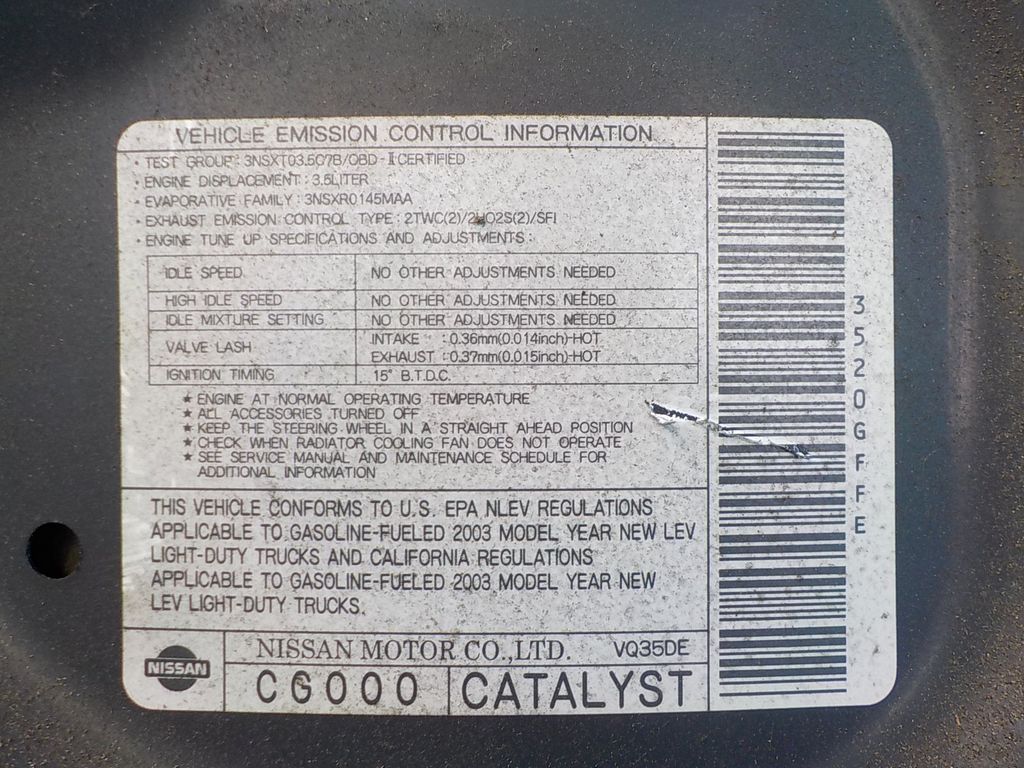 VEHICLE EMISSION CONTROL INFORMATION
· TEST GROUP: 3NSXT03.5C7B/OBD - II CERTIFIED
· ENGINE DISPLACEMENT : 3.5LITER
· EVAPORATIVE FAMILY : 3NSXR0145MAA
· EXHAUST EMISSION CONTROL TYPE : 2TWC(2)/2HO2S(2)/SFI
· ENGINE TUNE UP SPECIFICATIONS AND ADJUSTMENTS :
IDLE SPEED NO OTHER ADJUSTMENTS NEEDED
HIGH IDLE SPEED NO OTHER ADJUSTMENTS NEEDED
IDLE MIXTURE SETTING NO OTHER ADJUSTMENTS NEEDED
VALVE LASH INTAKE : 0.36mm(0.014inch)-HOT
EXHAUST : 0.37mm(0.015inch)-HOT
IGNITION TIMING 15° B.T.D.C.
★ ENGINE AT NORMAL OPERATING TEMPERATURE
★ ALL ACCESSORIES TURNED OFF
★ KEEP THE STEERING WHEEL IN A STRAIGHT AHEAD POSITION
★ CHECK WHEN RADIATOR COOLING FAN DOES NOT OPERATE
★ SEE SERVICE MANUAL AND MAINTENANCE SCHEDULE FOR
ADDITIONAL INFORMATION
THIS VEHICLE CONFORMS TO U.S. EPA NLEV REGULATIONS
APPLICABLE TO GASOLINE-FUELED 2003 MODEL YEAR NEW LEV
LIGHT-DUTY TRUCKS AND CALIFORNIA REGULATIONS
APPLICABLE TO GASOLINE-FUELED 2003 MODEL YEAR NEW
LEV LIGHT-DUTY TRUCKS.
NISSAN
NISSAN MOTOR CO.,LTD. VQ35DE
CG000 CATALYST
3520GFFE